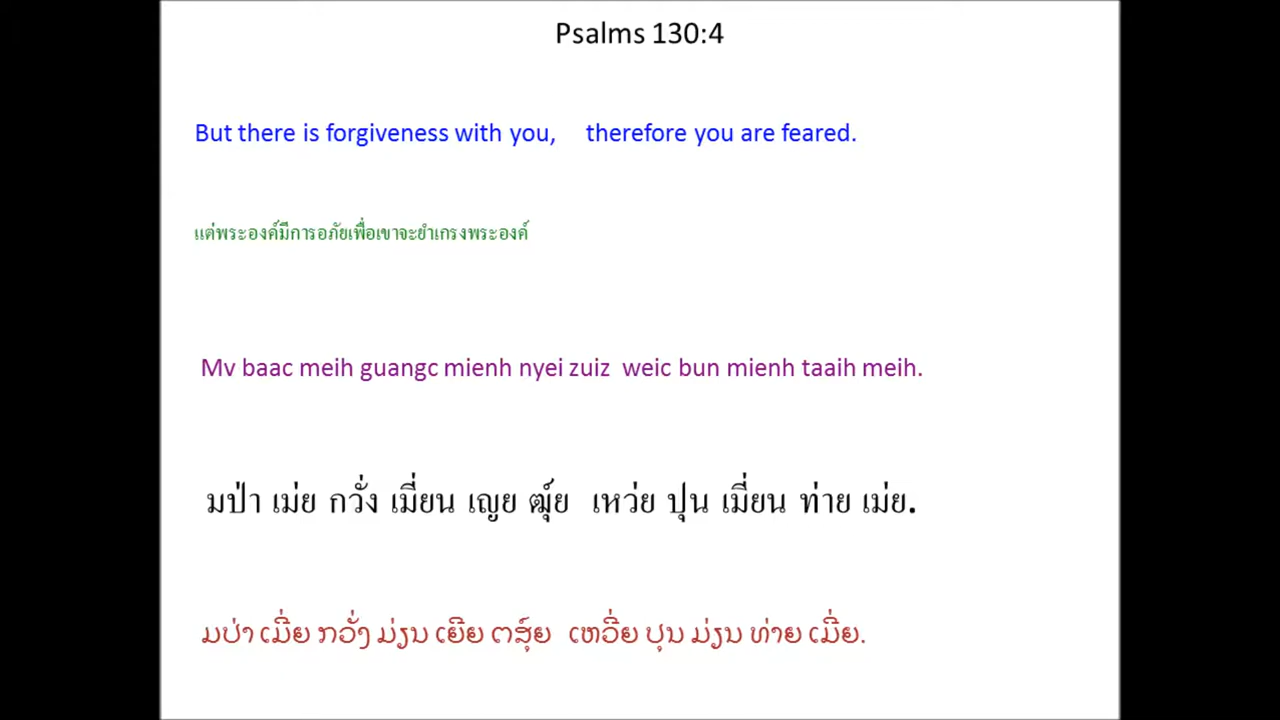 Psalms 130:4
But there is forgiveness with you, therefore you are feared.
แต่พระองค์มีการอภัยเพื่อเขาจะยำเกรงพระองค์
Mv baac meih guangc mienh nyei zuiz weic bun mienh taaih meih.
มป่า เม่ย กวั่ง เมี่ยน เญย ฒุ์ย เหว่ย ปุน เมี่ยน ท่าย เม่ย.
ມປ່າ ເມີ່ຍ ກວັ່ງ ມ່ຽນ ເຍີຍ ຕສຸ໌ຍ ເຫວີ່ຍ ປຸນ ມ່ຽນ ທ່າຍ ເມີ່ຍ.